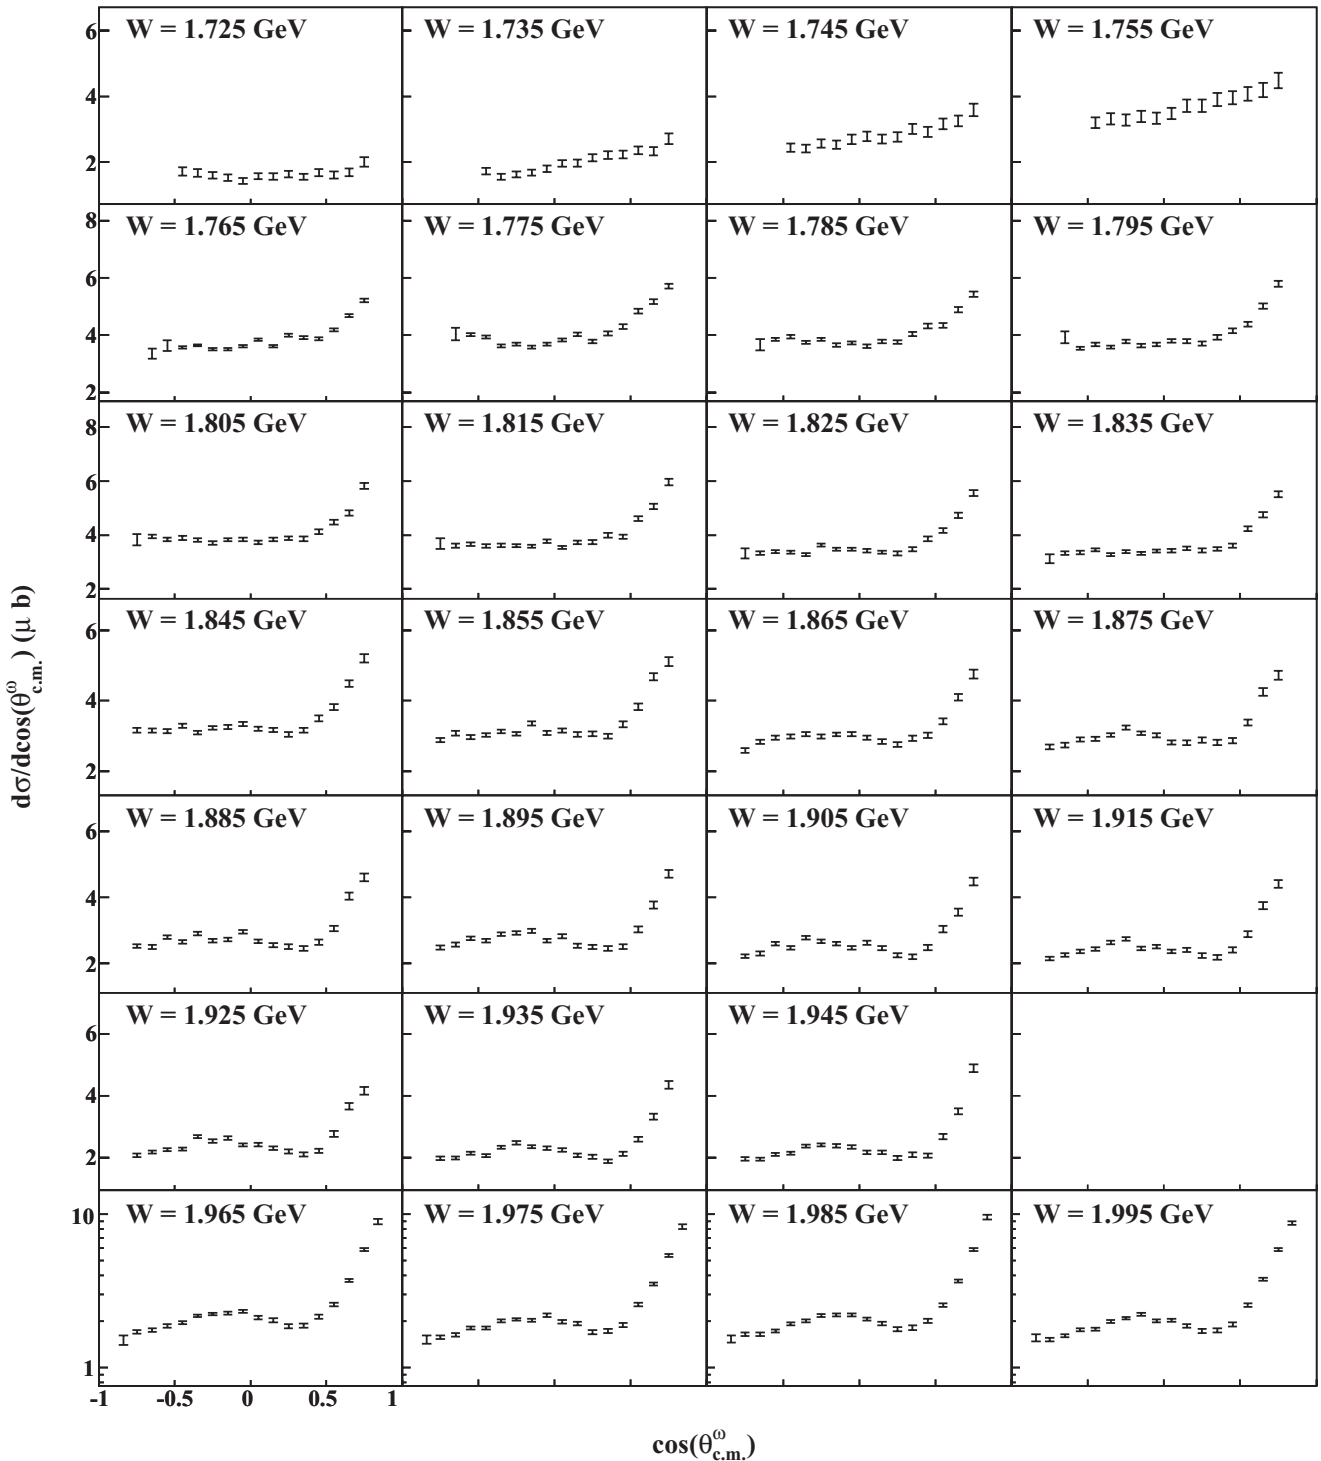 W = 1.725 GeV W = 1.735 GeV W = 1.745 GeV W = 1.755 GeV
6
4
2
W = 1.765 GeV W = 1.775 GeV W = 1.785 GeV W = 1.795 GeV
8
6
4
2
W = 1.805 GeV W = 1.815 GeV W = 1.825 GeV W = 1.835 GeV
8
6
4
2
W = 1.845 GeV W = 1.855 GeV W = 1.865 GeV W = 1.875 GeV
6
4
2
W = 1.885 GeV W = 1.895 GeV W = 1.905 GeV W = 1.915 GeV
6
4
2
W = 1.925 GeV W = 1.935 GeV W = 1.945 GeV
6
4
2
W = 1.965 GeV W = 1.975 GeV W = 1.985 GeV W = 1.995 GeV
10
1
-1 -0.5 0 0.5 1
dσ/dcos(θ^ω_c.m.) (μ b)
cos(θ^ω_c.m.)